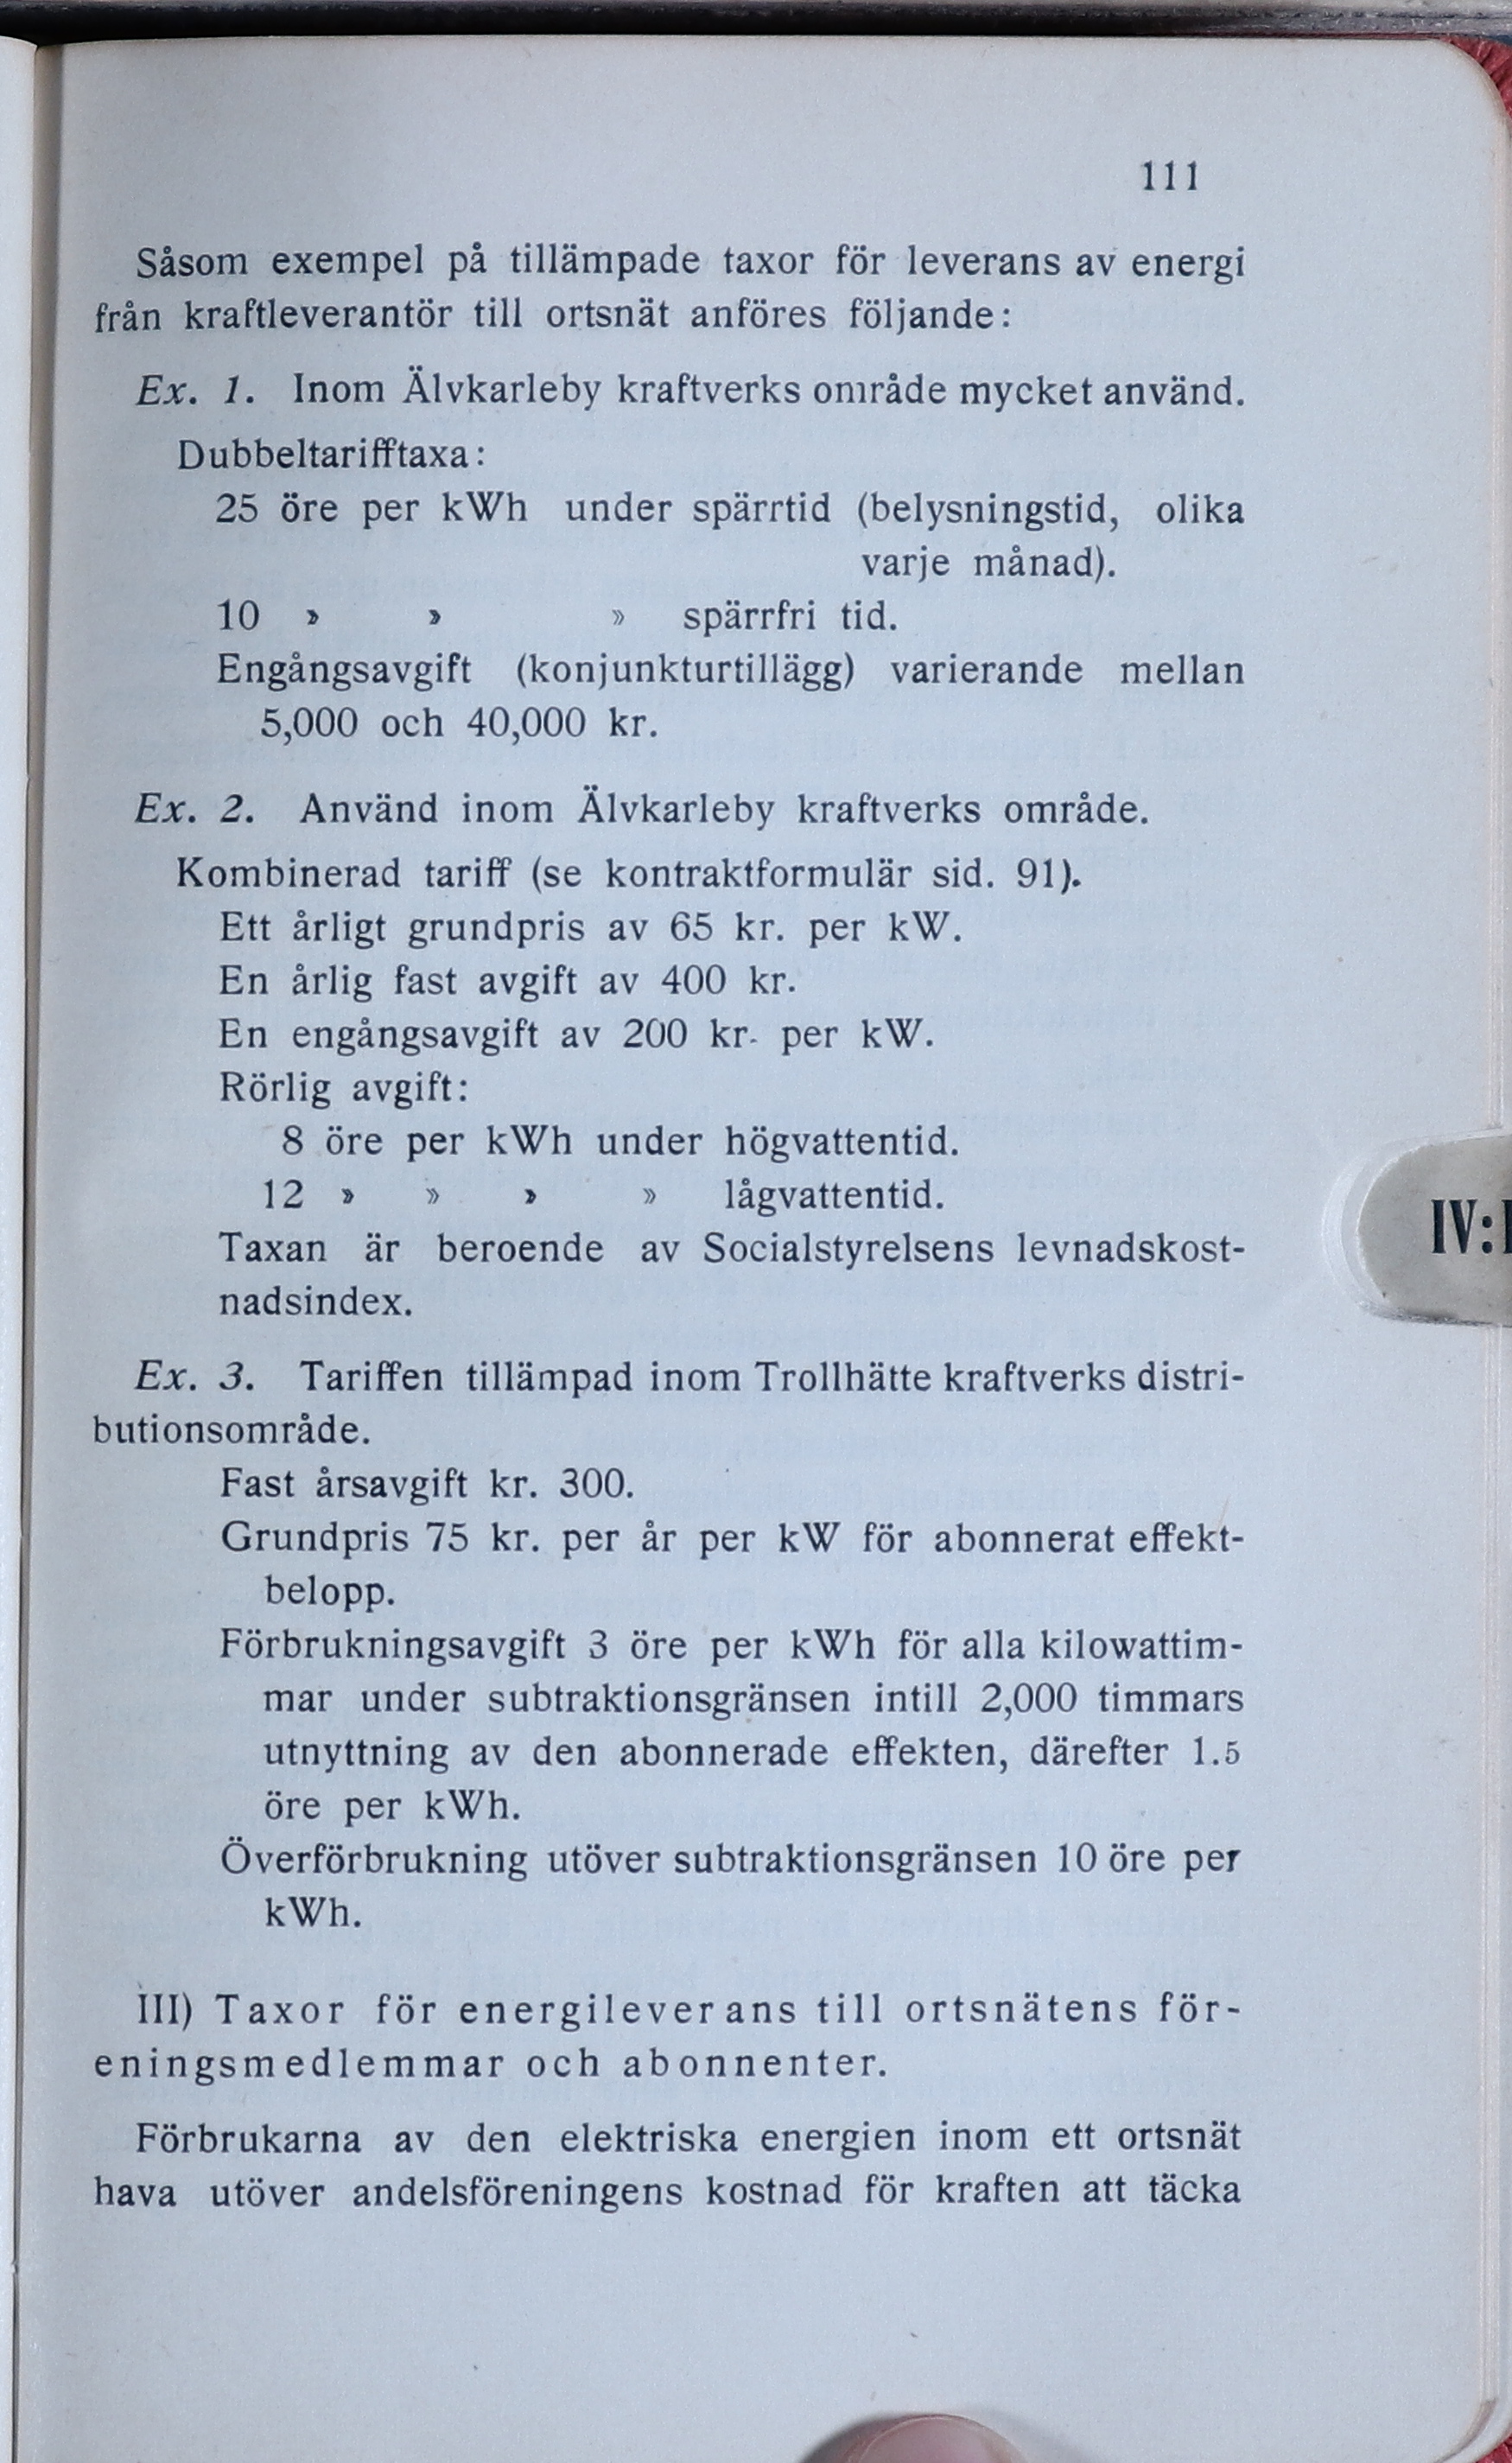 111
Såsom exempel på tillämpade taxor för leverans av energi
från kraftleverantör till ortsnät anföres följande:
Ex. 1. Inom Älvkarleby kraftverks område mycket använd.
Dubbeltarifftaxa:
25 öre per kWh under spärrtid (belysningstid, olika
varje månad).
10 » » » spärrfri tid.
Engångsavgift (konjunkturtillägg) varierande mellan
5,000 och 40,000 kr.
Ex. 2. Använd inom Älvkarleby kraftverks område.
Kombinerad tariff (se kontraktformulär sid. 91).
Ett årligt grundpris av 65 kr. per kW.
En årlig fast avgift av 400 kr.
En engångsavgift av 200 kr. per kW.
Rörlig avgift:
8 öre per kWh under högvattentid.
12 » » » » lågvattentid.
Taxan är beroende av Socialstyrelsens levnadskost-
nadsindex.
Ex. 3. Tariffen tillämpad inom Trollhätte kraftverks distri-
butionsområde.
Fast årsavgift kr. 300.
Grundpris 75 kr. per år per kW för abonnerat effekt-
belopp.
Förbrukningsavgift 3 öre per kWh för alla kilowattim-
mar under subtraktionsgränsen intill 2,000 timmars
utnyttning av den abonnerade effekten, därefter 1.5
öre per kWh.
Överförbrukning utöver subtraktionsgränsen 10 öre per
kWh.
III) Taxor för energileverans till ortsnätens för-
eningsmedlemmar och abonnenter.
Förbrukarna av den elektriska energien inom ett ortsnät
hava utöver andelsföreningens kostnad för kraften att täcka